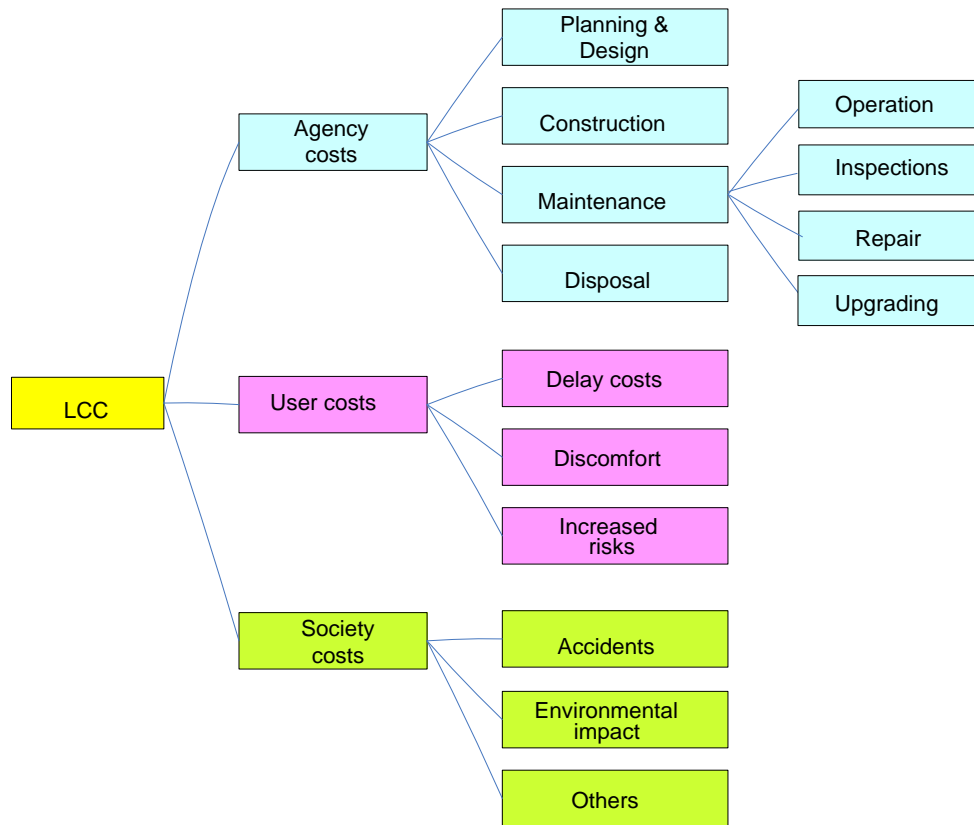 Planning &
Design
Agency
costs
Construction
Maintenance
Disposal
Operation
Inspections
Repair
Upgrading
LCC
User costs
Delay costs
Discomfort
Increased
risks
Society
costs
Accidents
Environmental
impact
Others